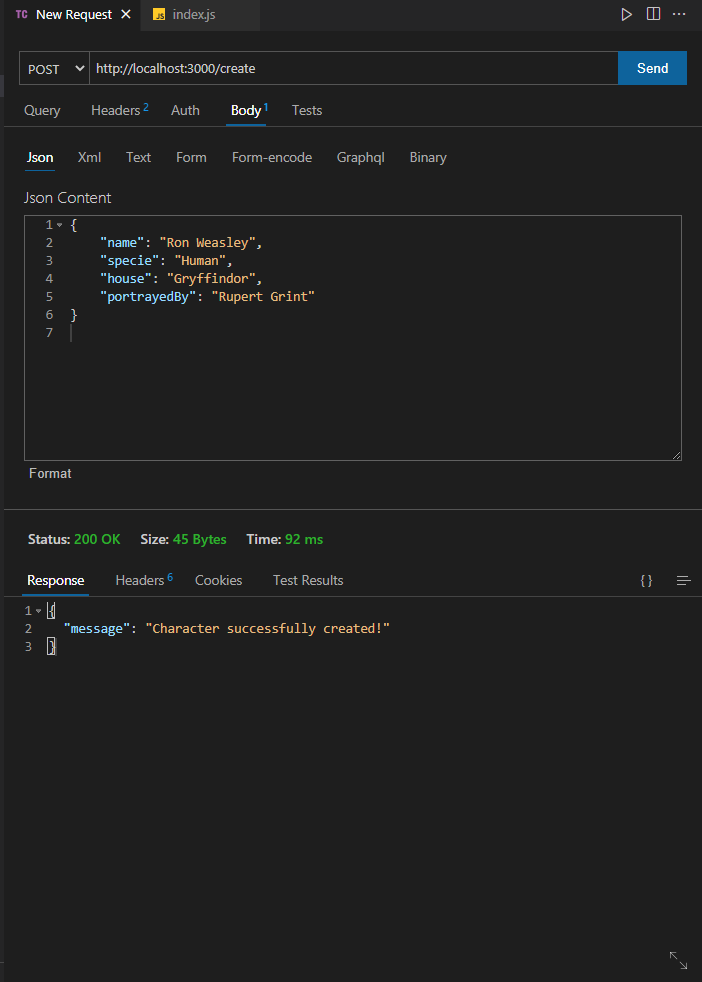 TC New Request × JS index.js
POST http://localhost:3000/create Send
Query Headers 2 Auth Body 1 Tests
Json Xml Text Form Form-encode Graphql Binary
Json Content
1 {
2 "name": "Ron Weasley",
3 "specie": "Human",
4 "house": "Gryffindor",
5 "portrayedBy": "Rupert Grint"
6 }
7
Format
Status: 200 OK Size: 45 Bytes Time: 92 ms
Response Headers 6 Cookies Test Results { }
1 {
2 "message": "Character successfully created!"
3 }